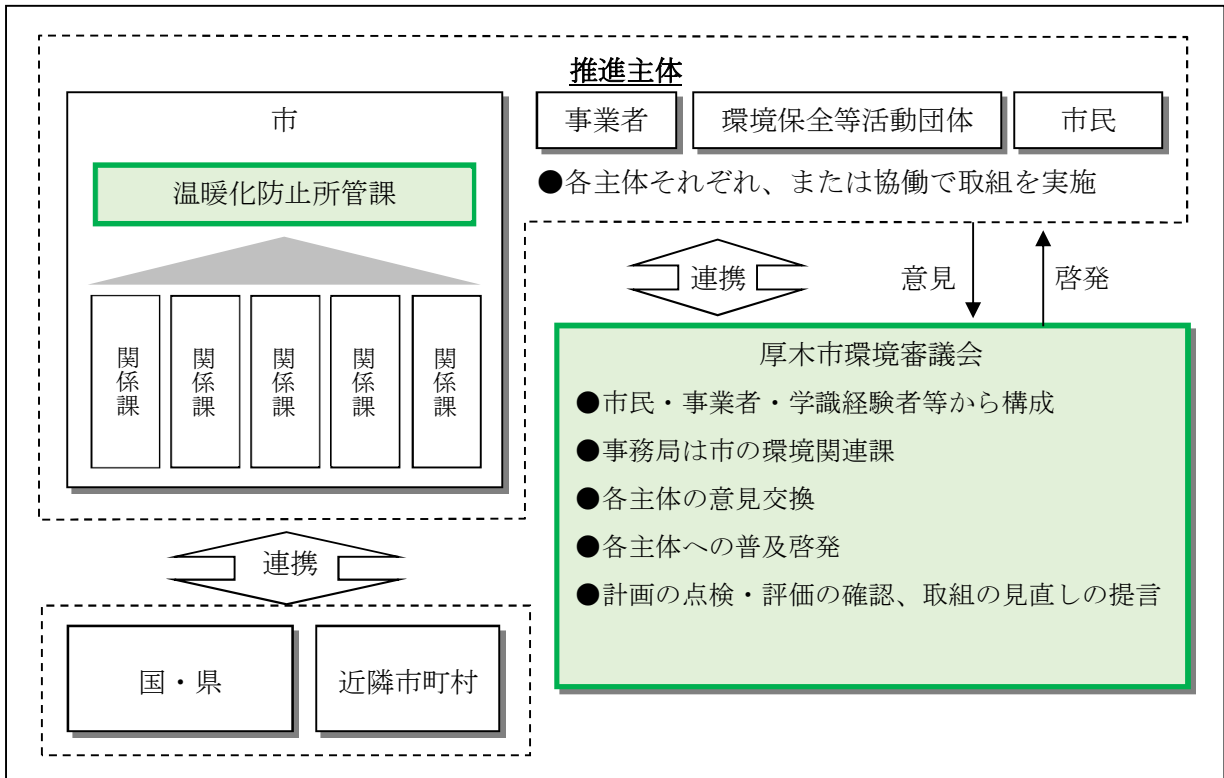 推進主体
市
温暖化防止所管課
関係課
関係課
関係課
関係課
関係課
事業者
環境保全等活動団体
市民
●各主体それぞれ、または協働で取組を実施
連携
意見
啓発
厚木市環境審議会
●市民・事業者・学識経験者等から構成
●事務局は市の環境関連課
●各主体の意見交換
●各主体への普及啓発
●計画の点検・評価の確認、取組の見直しの提言
連携
国・県
近隣市町村